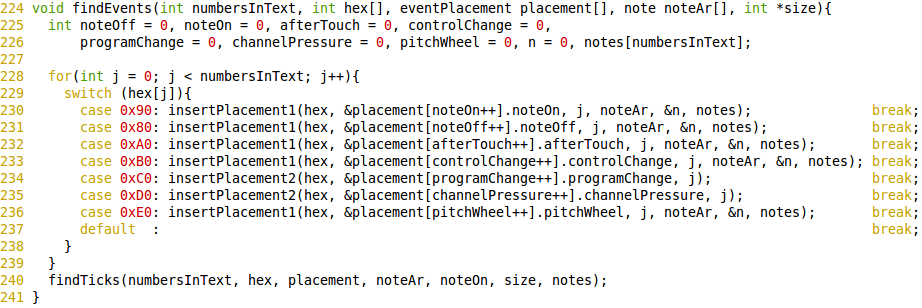 224 void findEvents(int numbersInText, int hex[], eventPlacement placement[], note noteAr[], int *size){
225   int noteOff = 0, noteOn = 0, afterTouch = 0, controlChange = 0,
226       programChange = 0, channelPressure = 0, pitchWheel = 0, n = 0, notes[numbersInText];
227
228   for(int j = 0; j < numbersInText; j++){
229     switch (hex[j]){
230       case 0x90: insertPlacement1(hex, &placement[noteOn++].noteOn, j, noteAr, &n, notes);               break;
231       case 0x80: insertPlacement1(hex, &placement[noteOff++].noteOff, j, noteAr, &n, notes);             break;
232       case 0xA0: insertPlacement1(hex, &placement[afterTouch++].afterTouch, j, noteAr, &n, notes);       break;
233       case 0xB0: insertPlacement1(hex, &placement[controlChange++].controlChange, j, noteAr, &n, notes); break;
234       case 0xC0: insertPlacement2(hex, &placement[programChange++].programChange, j);                    break;
235       case 0xD0: insertPlacement2(hex, &placement[channelPressure++].channelPressure, j);                break;
236       case 0xE0: insertPlacement1(hex, &placement[pitchWheel++].pitchWheel, j, noteAr, &n, notes);       break;
237       default  :                                                                                         break;
238     }
239   }
240   findTicks(numbersInText, hex, placement, noteAr, noteOn, size, notes);
241 }